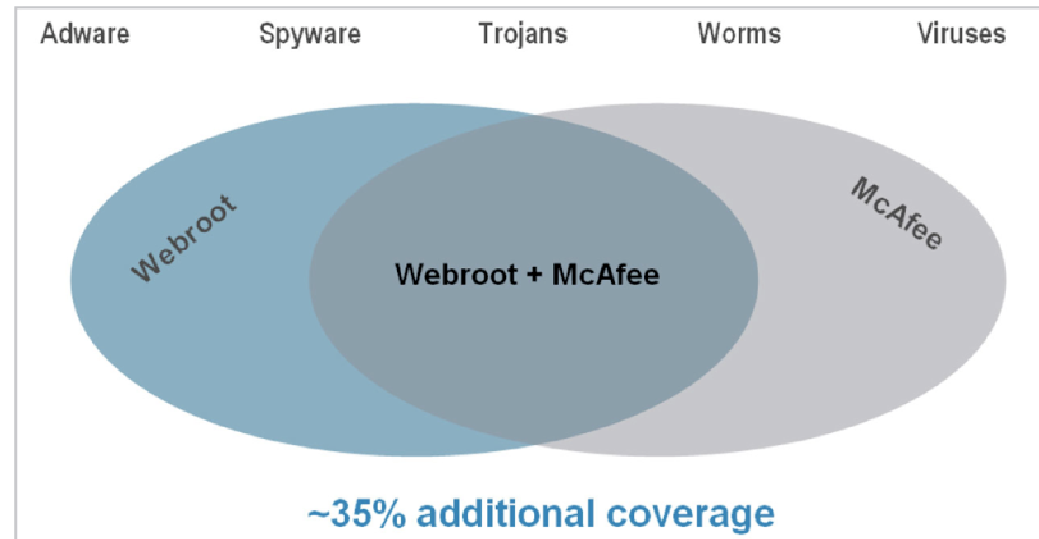 Adware Spyware Trojans Worms Viruses
Webroot
McAfee
Webroot + McAfee
~35% additional coverage